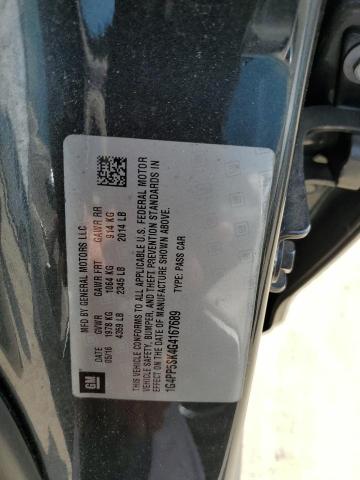 GM
MFD BY GENERAL MOTORS LLC
DATE GVWR GAWR FRT GAWR RR
05/16 1978 KG 1064 KG 914 KG
4359 LB 2345 LB 2014 LB
THIS VEHICLE CONFORMS TO ALL APPLICABLE U.S. FEDERAL MOTOR
VEHICLE SAFETY, BUMPER, AND THEFT PREVENTION STANDARDS IN
EFFECT ON THE DATE OF MANUFACTURE SHOWN ABOVE.
1G4PP5SK4G4167689 TYPE: PASS CAR